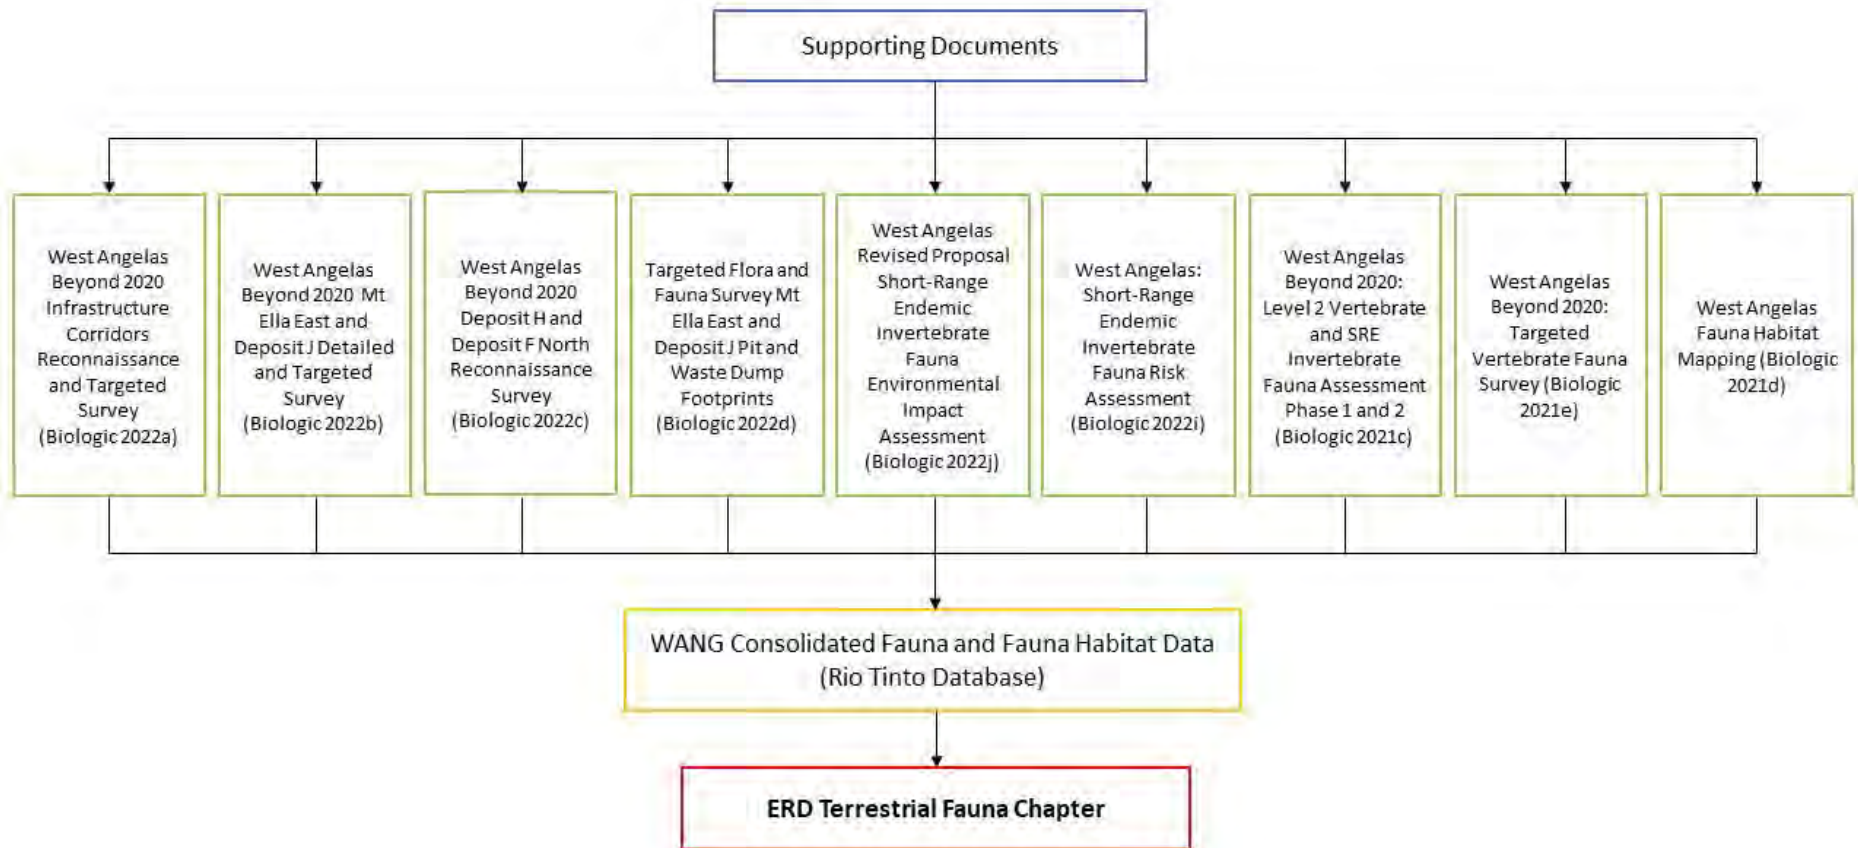 Supporting Documents
West Angelas
Beyond 2020
Infrastructure
Corridors
Reconnaissance
and Targeted
Survey
(Biologic 2022a)
West Angelas
Beyond 2020 Mt
Ella East and
Deposit J Detailed
and Targeted
Survey
(Biologic 2022b)
West Angelas
Beyond 2020
Deposit H and
Deposit F North
Reconnaissance
Survey
(Biologic 2022c)
Targeted Flora and
Fauna Survey Mt
Ella East and
Deposit J Pit and
Waste Dump
Footprints
(Biologic 2022d)
West Angelas
Revised Proposal
Short-Range
Endemic
Invertebrate
Fauna
Environmental
Impact
Assessment
(Biologic 2022j)
West Angelas:
Short-Range
Endemic
Invertebrate
Fauna Risk
Assessment
(Biologic 2022i)
West Angelas
Beyond 2020:
Level 2 Vertebrate
and SRE
Invertebrate
Fauna Assessment
Phase 1 and 2
(Biologic 2021c)
West Angelas
Beyond 2020:
Targeted
Vertebrate Fauna
Survey (Biologic
2021e)
West Angelas
Fauna Habitat
Mapping (Biologic
2021d)
WANG Consolidated Fauna and Fauna Habitat Data
(Rio Tinto Database)
ERD Terrestrial Fauna Chapter